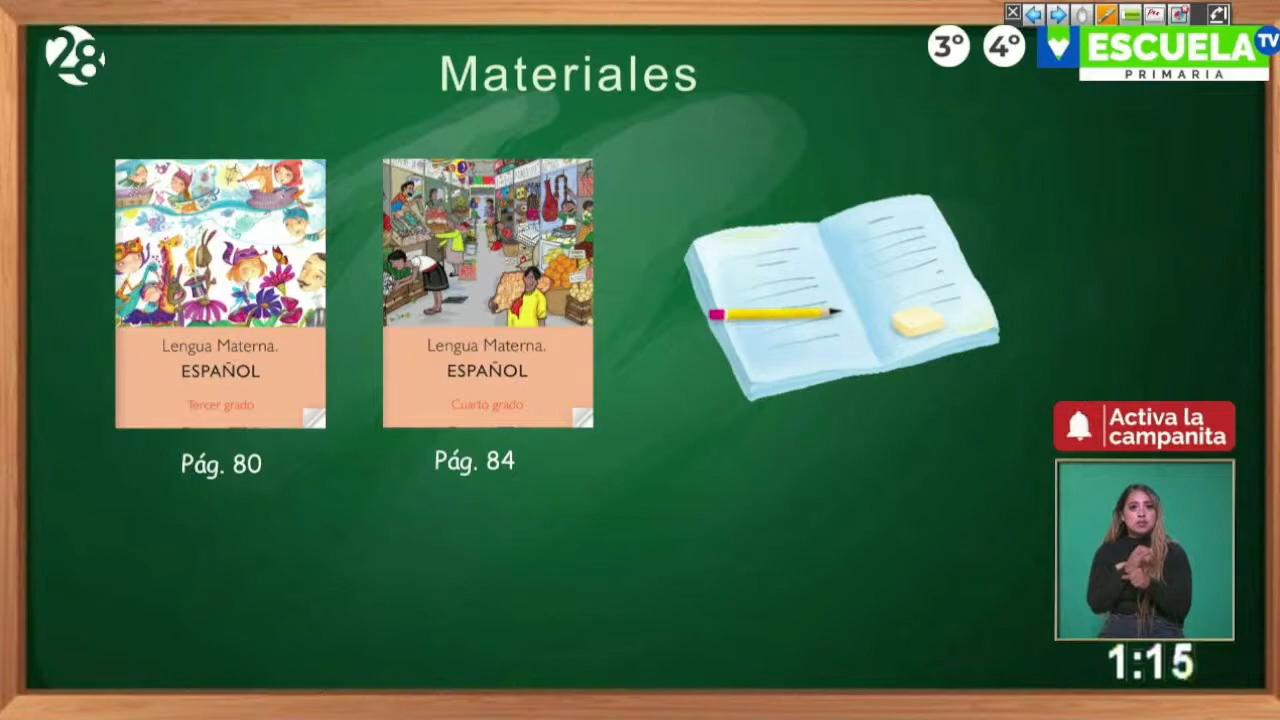 28
Materiales
3°
4°
ESCUELA TV
PRIMARIA
Lengua Materna.
ESPAÑOL
Tercer grado
Pág. 80
Lengua Materna.
ESPAÑOL
Cuarto grado
Pág. 84
Activa la
campanita
1:15